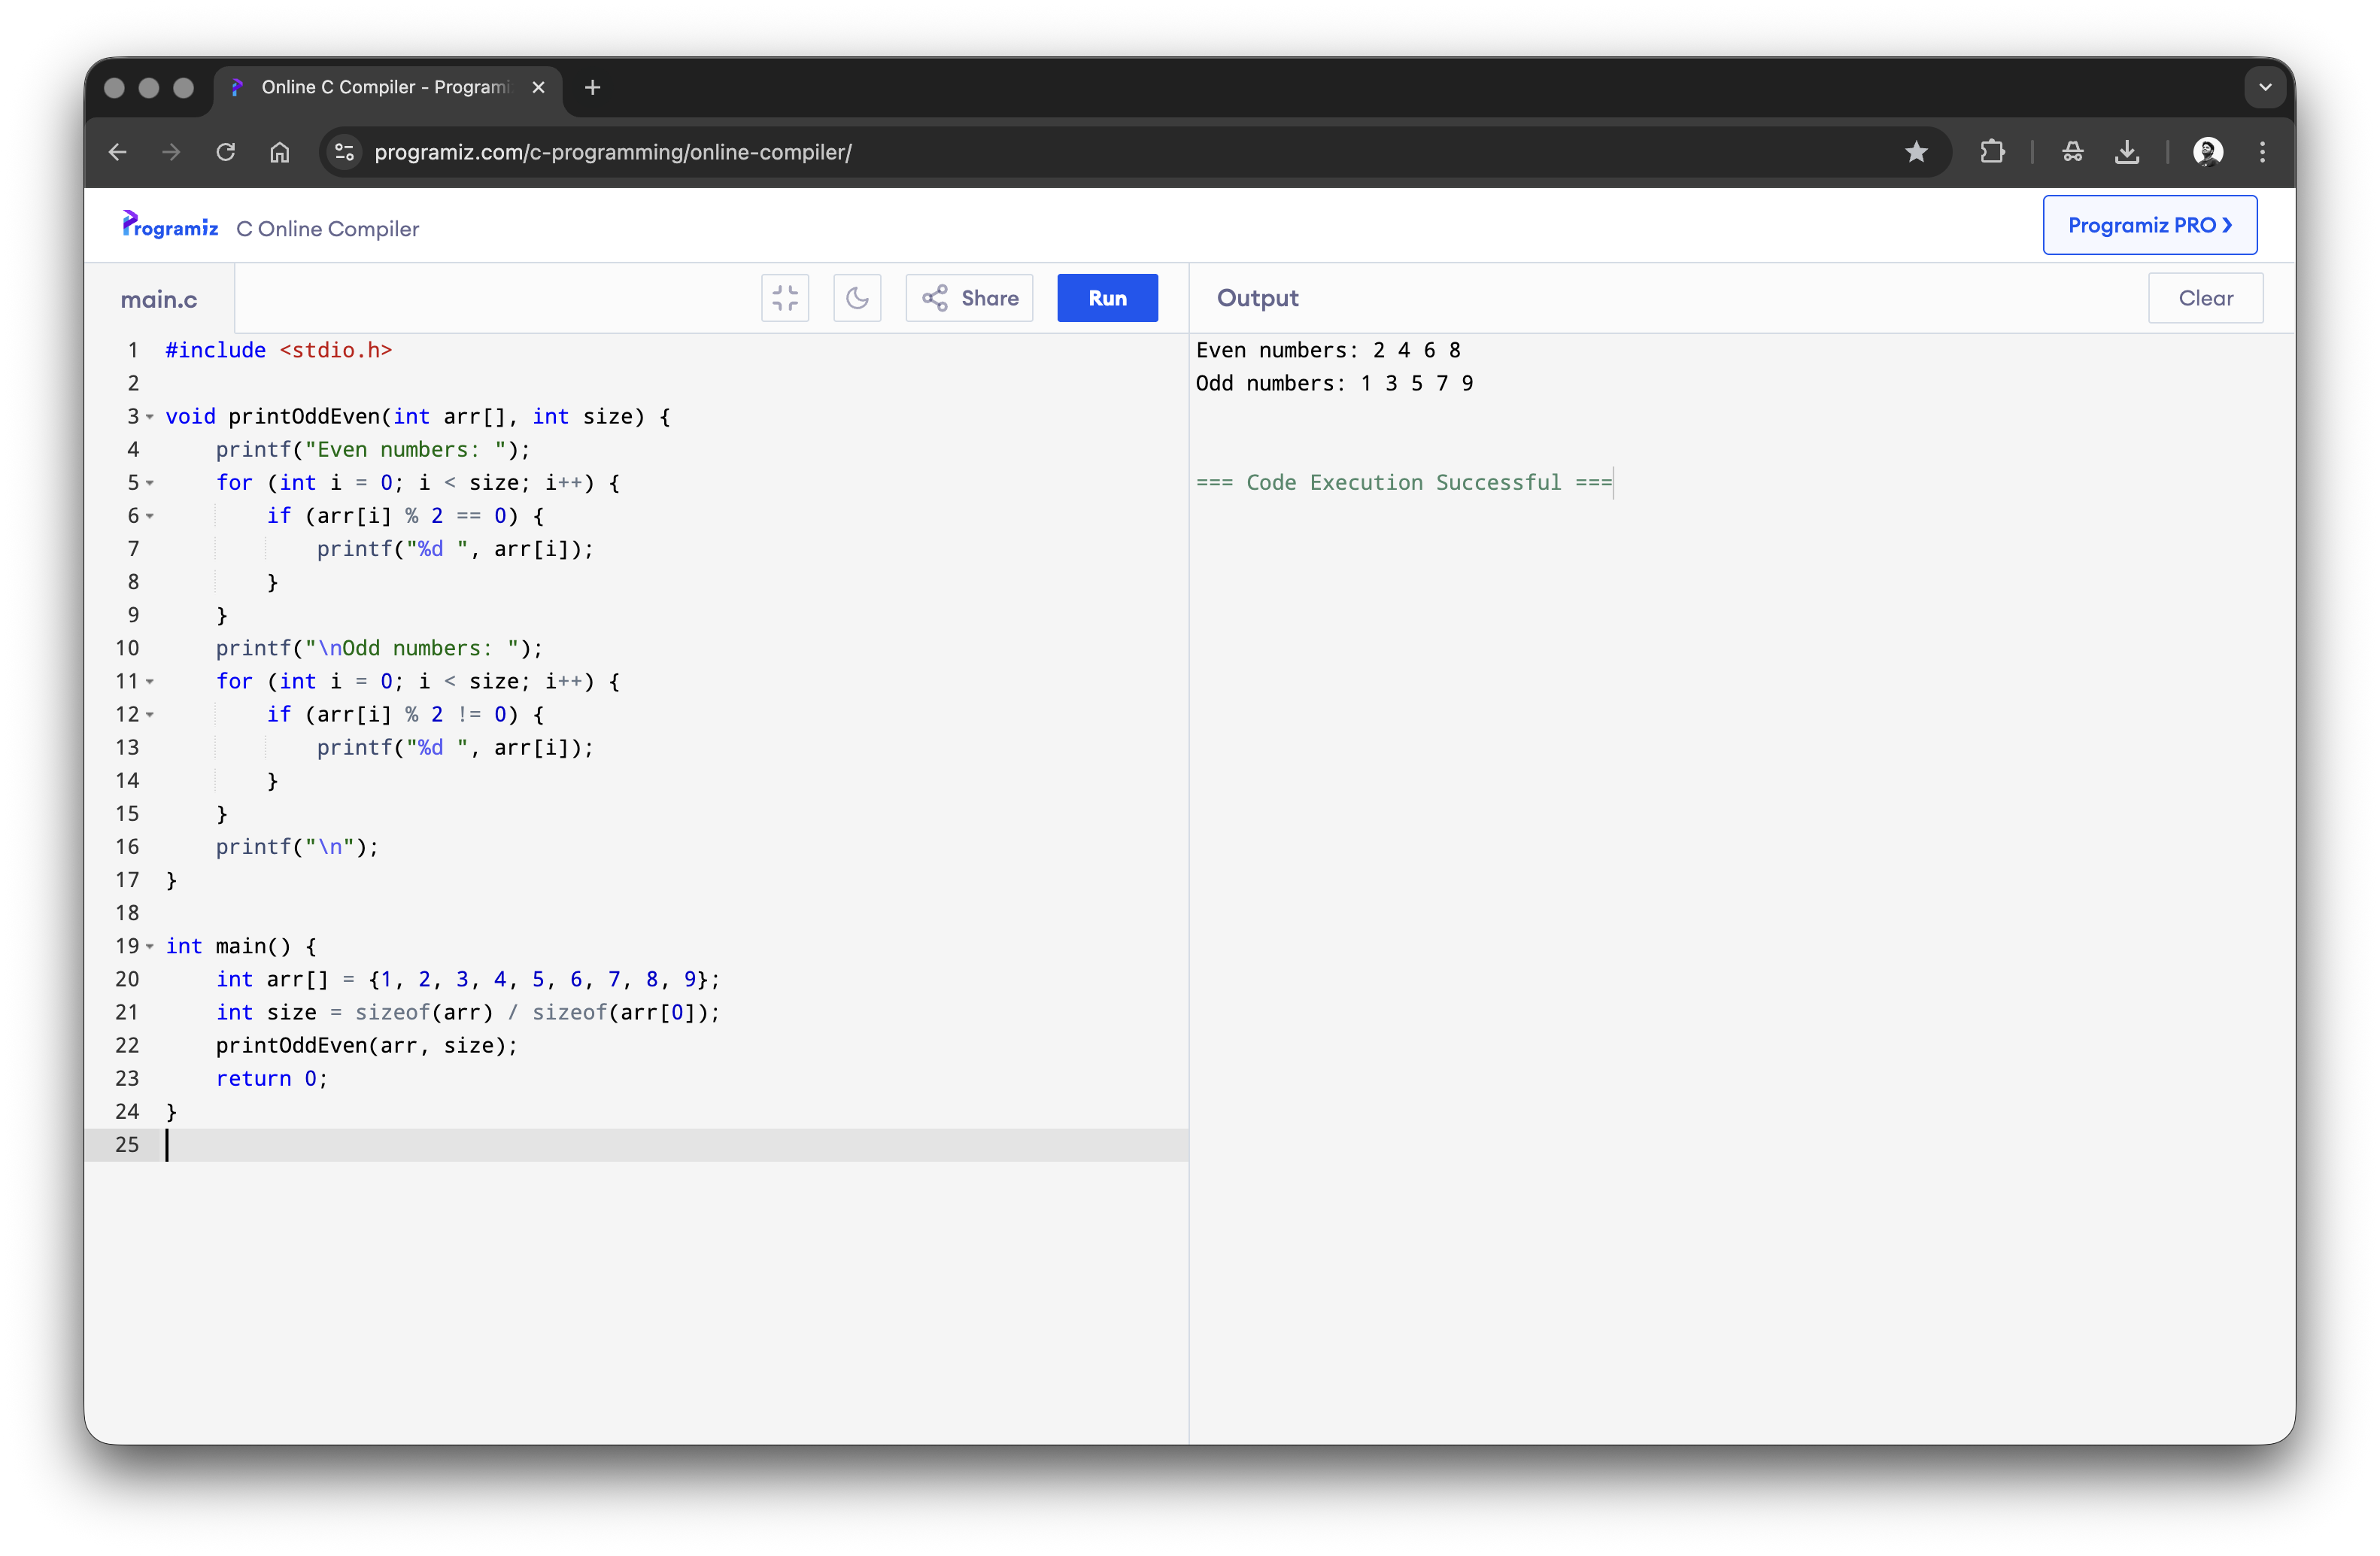 Online C Compiler - Programi
programiz.com/c-programming/online-compiler/
Programiz C Online Compiler
Programiz PRO ❯
main.c
Share
Run
Output
Clear
1 #include <stdio.h>
2
3 void printOddEven(int arr[], int size) {
4     printf("Even numbers: ");
5     for (int i = 0; i < size; i++) {
6         if (arr[i] % 2 == 0) {
7             printf("%d ", arr[i]);
8         }
9     }
10     printf("\nOdd numbers: ");
11     for (int i = 0; i < size; i++) {
12         if (arr[i] % 2 != 0) {
13             printf("%d ", arr[i]);
14         }
15     }
16     printf("\n");
17 }
18
19 int main() {
20     int arr[] = {1, 2, 3, 4, 5, 6, 7, 8, 9};
21     int size = sizeof(arr) / sizeof(arr[0]);
22     printOddEven(arr, size);
23     return 0;
24 }
25
Even numbers: 2 4 6 8
Odd numbers: 1 3 5 7 9
=== Code Execution Successful ===